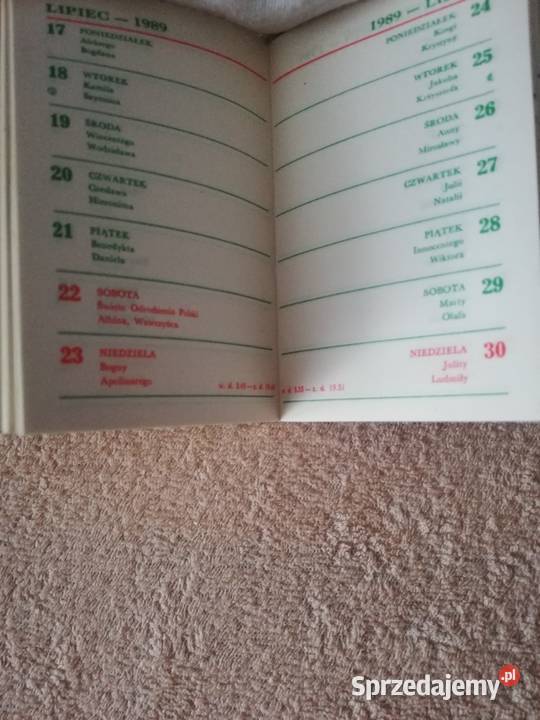 LIPIEC — 1989
17 PONIEDZIAŁEK
Aleksego
Bogdana
18 WTOREK
Kamila
Szymona
19 ŚRODA
Wincentego
Wodzisława
20 CZWARTEK
Czesława
Hieronima
21 PIĄTEK
Benedykta
Daniela
22 SOBOTA
Święto Odrodzenia Polski
Albina, Wawrzyńca
23 NIEDZIELA
Bogny
Apolinarego
1989 —
24
PONIEDZIAŁEK
Kingi
Krystyny
25
WTOREK
Jakuba
Krzysztofa
26
ŚRODA
Anny
Mirosławy
27
CZWARTEK
Julii
Natalii
28
PIĄTEK
Innocentego
Wiktora
29
SOBOTA
Marty
Olafa
30
NIEDZIELA
Julity
Ludmiły
Sprzedajemy.pl